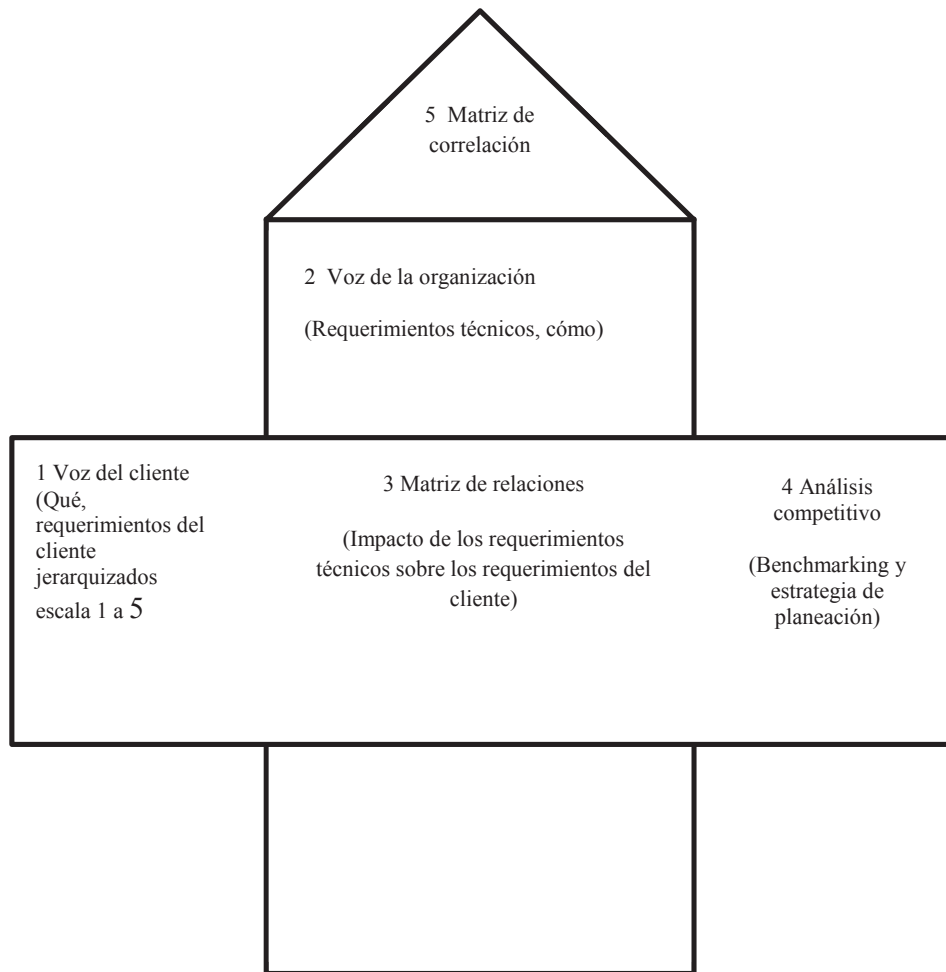 5 Matriz de
correlación
2 Voz de la organización
(Requerimientos técnicos, cómo)
1 Voz del cliente
(Qué,
requerimientos del
cliente
jerarquizados
escala 1 a 5
3 Matriz de relaciones
(Impacto de los requerimientos
técnicos sobre los requerimientos del
cliente)
4 Análisis
competitivo
(Benchmarking y
estrategia de
planeación)